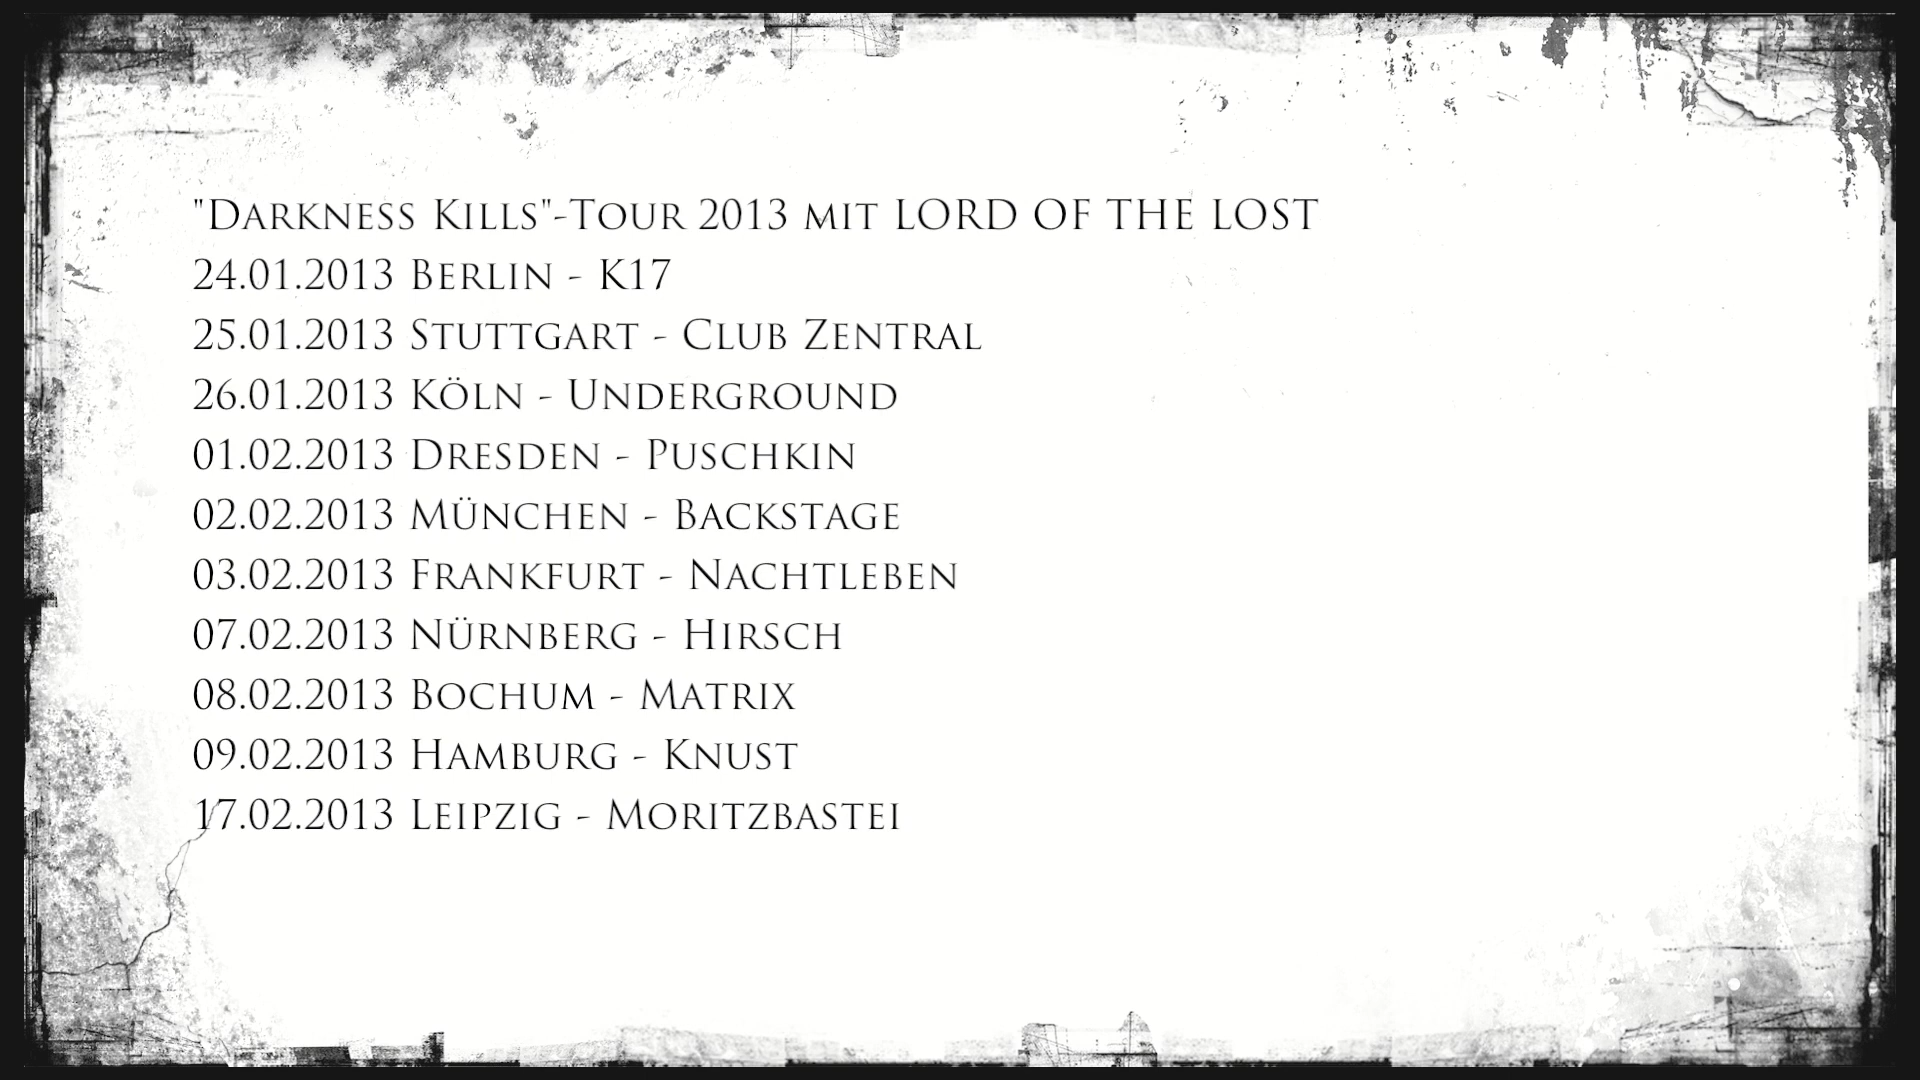 "Darkness Kills"-Tour 2013 mit LORD OF THE LOST
24.01.2013 Berlin - K17
25.01.2013 Stuttgart - Club Zentral
26.01.2013 Köln - Underground
01.02.2013 Dresden - Puschkin
02.02.2013 München - Backstage
03.02.2013 Frankfurt - Nachtleben
07.02.2013 Nürnberg - Hirsch
08.02.2013 Bochum - Matrix
09.02.2013 Hamburg - Knust
17.02.2013 Leipzig - Moritzbastei